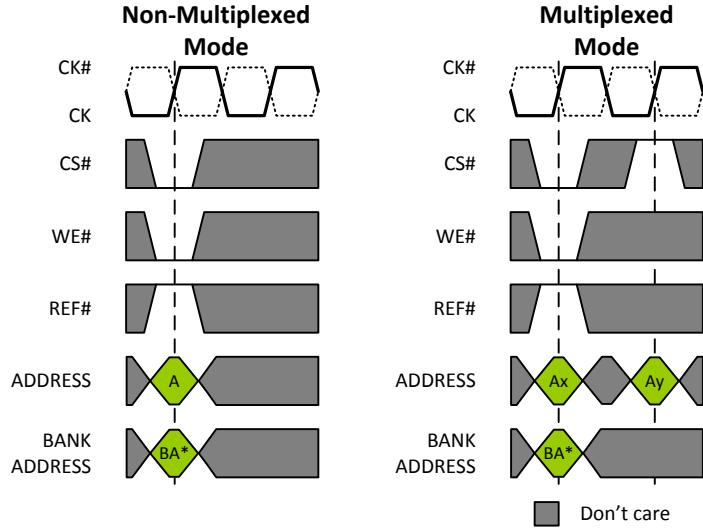 Non-Multiplexed
Mode
CK#
CK
CS#
WE#
REF#
ADDRESS
A
BANK
ADDRESS
BA*
Multiplexed
Mode
CK#
CK
CS#
WE#
REF#
ADDRESS
Ax
Ay
BANK
ADDRESS
BA*
Don't care